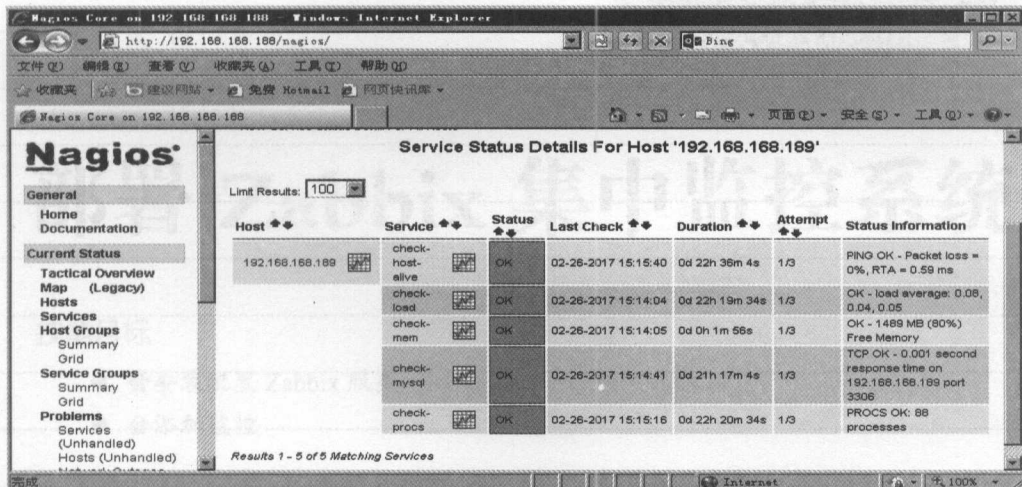 Nagios Core on 192.168.168.188 - Windows Internet Explorer
http://192.168.168.188/nagios/
Bing
文件(F) 编辑(E) 查看(V) 收藏夹(A) 工具(T) 帮助(H)
收藏夹 建议网站 免费 Hotmail 网页快讯库
Nagios Core on 192.168.168.188
页面(P) 安全(S) 工具(O)
Nagios
General
Home
Documentation
Current Status
Tactical Overview
Map (Legacy)
Hosts
Services
Host Groups
Summary
Grid
Service Groups
Summary
Grid
Problems
Services
(Unhandled)
Hosts (Unhandled)
Service Status Details For Host '192.168.168.189'
Limit Results: 100
Host Service Status Last Check Duration Attempt Status Information
192.168.168.189 check-host-alive OK 02-26-2017 15:15:40 0d 22h 36m 4s 1/3 PING OK - Packet loss = 0%, RTA = 0.59 ms
check-load OK 02-26-2017 15:14:04 0d 22h 19m 34s 1/3 OK - load average: 0.08, 0.04, 0.05
check-mem OK 02-26-2017 15:14:05 0d 0h 1m 56s 1/3 OK - 1489 MB (80%) Free Memory
check-mysql OK 02-26-2017 15:14:41 0d 21h 17m 4s 1/3 TCP OK - 0.001 second response time on 192.168.168.189 port 3306
check-procs OK 02-26-2017 15:15:16 0d 22h 20m 34s 1/3 PROCS OK: 88 processes
Results 1 - 5 of 5 Matching Services
完成
Internet
100%